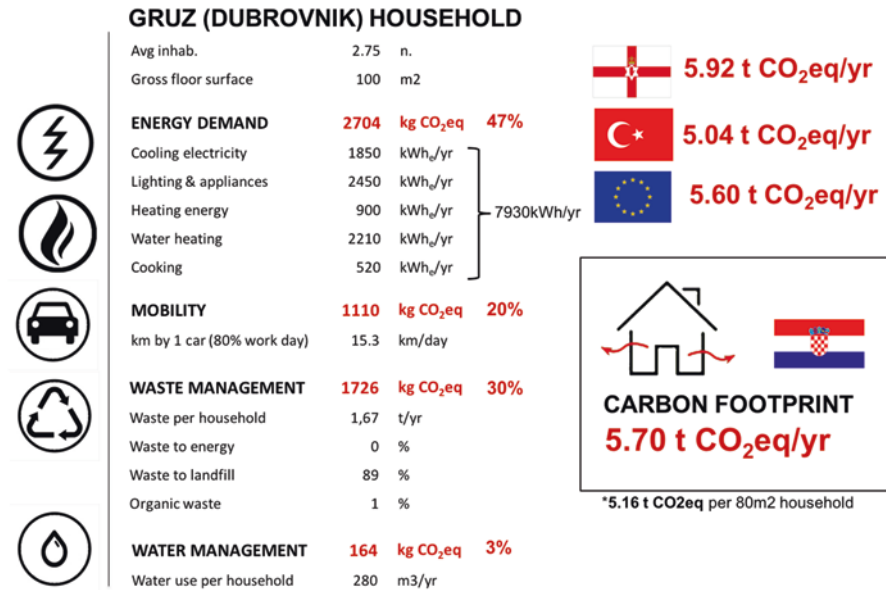 GRUZ (DUBROVNIK) HOUSEHOLD
Avg inhab. 2.75 n.
Gross floor surface 100 m2
ENERGY DEMAND 2704 kg CO₂eq 47%
Cooling electricity 1850 kWhₑ/yr
Lighting & appliances 2450 kWhₑ/yr
Heating energy 900 kWhₑ/yr
Water heating 2210 kWhₑ/yr
Cooking 520 kWhₑ/yr
7930kWh/yr
MOBILITY 1110 kg CO₂eq 20%
km by 1 car (80% work day) 15.3 km/day
WASTE MANAGEMENT 1726 kg CO₂eq 30%
Waste per household 1,67 t/yr
Waste to energy 0 %
Waste to landfill 89 %
Organic waste 1 %
WATER MANAGEMENT 164 kg CO₂eq 3%
Water use per household 280 m3/yr
5.92 t CO₂eq/yr
5.04 t CO₂eq/yr
5.60 t CO₂eq/yr
CARBON FOOTPRINT
5.70 t CO₂eq/yr
*5.16 t CO2eq per 80m2 household